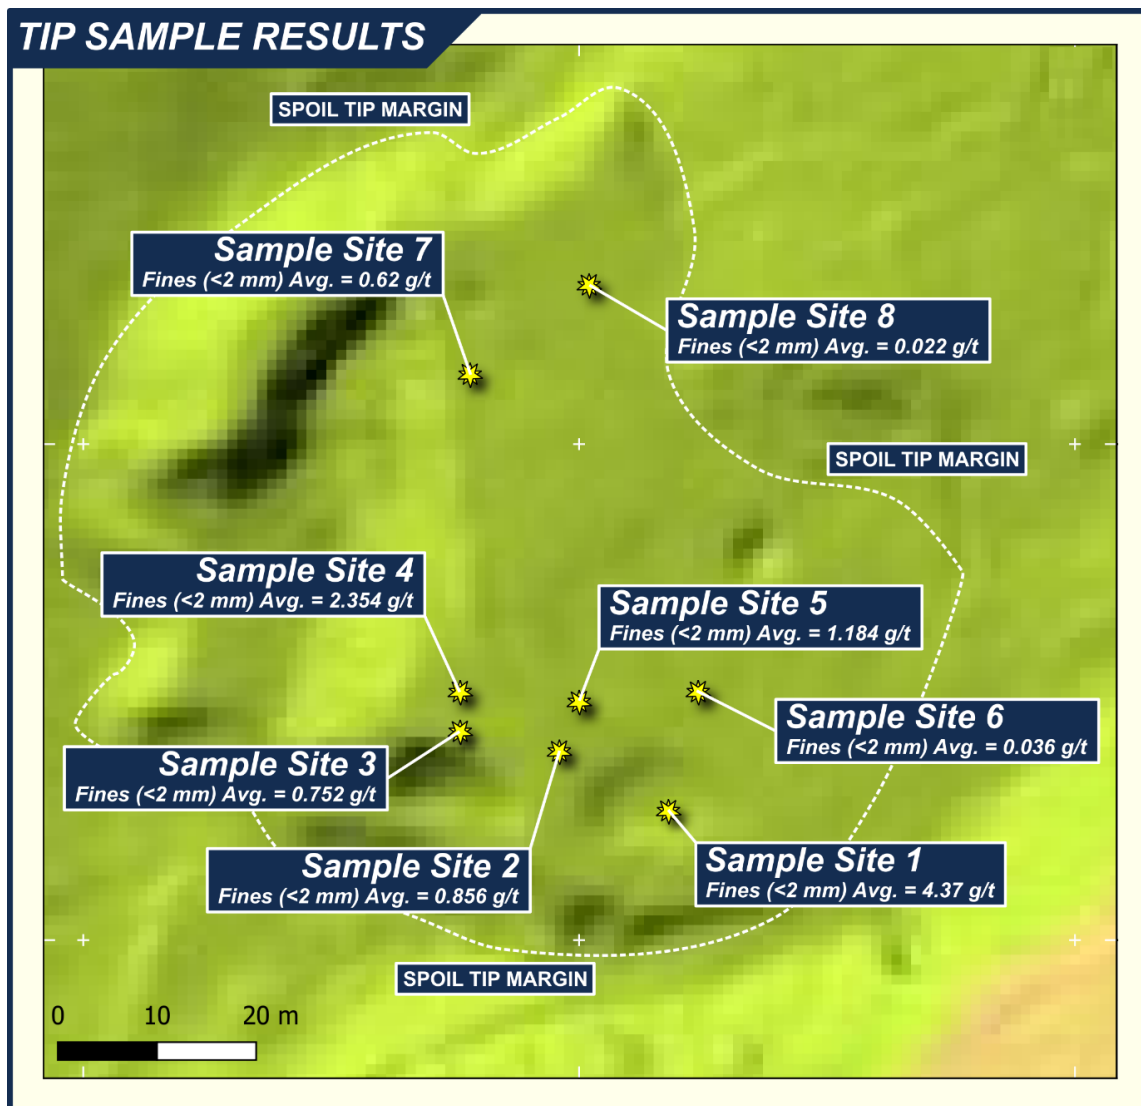 TIP SAMPLE RESULTS
SPOIL TIP MARGIN
Sample Site 7
Fines (<2 mm) Avg. = 0.62 g/t
Sample Site 8
Fines (<2 mm) Avg. = 0.022 g/t
SPOIL TIP MARGIN
Sample Site 4
Fines (<2 mm) Avg. = 2.354 g/t
Sample Site 5
Fines (<2 mm) Avg. = 1.184 g/t
Sample Site 6
Fines (<2 mm) Avg. = 0.036 g/t
Sample Site 3
Fines (<2 mm) Avg. = 0.752 g/t
Sample Site 2
Fines (<2 mm) Avg. = 0.856 g/t
Sample Site 1
Fines (<2 mm) Avg. = 4.37 g/t
SPOIL TIP MARGIN
0 10 20 m